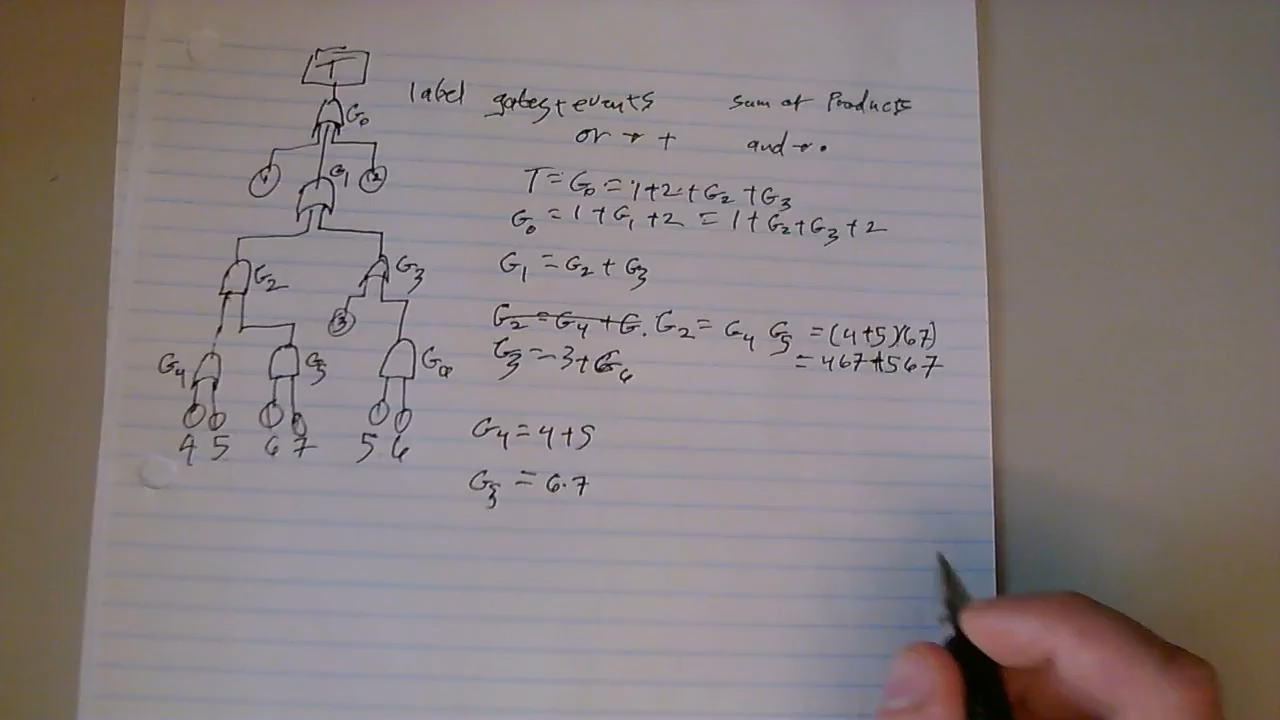 T
label gates + events sum of Products
G0 or → + and → •
1 G1 2
T = G0 = 1+2+G2+G3
G0 = 1+G1+2 = 1+G2+G3+2
G2 G3
G1 = G2 + G3
3
G2 = G4 + G. G2 = G4 G5 = (4+5)(67)
G4 G5 G6
G3 = 3+G6 = 467+567
4 5 6 7 5 6
G4 = 4+5
G5 = 6·7